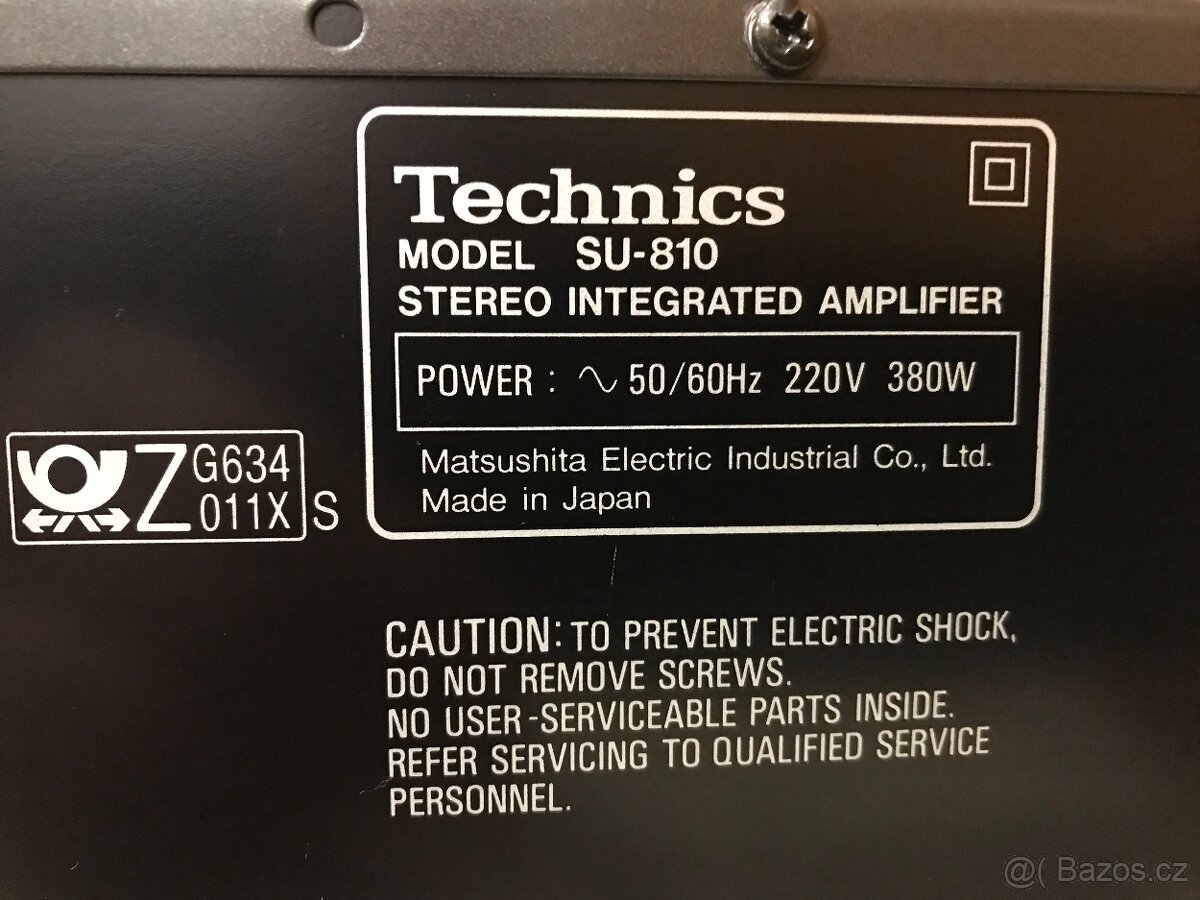 Technics
MODEL SU-810
STEREO INTEGRATED AMPLIFIER
POWER : ∿ 50/60Hz 220V 380W
Matsushita Electric Industrial Co., Ltd.
Made in Japan
Z G634
011X S
CAUTION: TO PREVENT ELECTRIC SHOCK,
DO NOT REMOVE SCREWS.
NO USER-SERVICEABLE PARTS INSIDE.
REFER SERVICING TO QUALIFIED SERVICE
PERSONNEL.
@( Bazos.cz